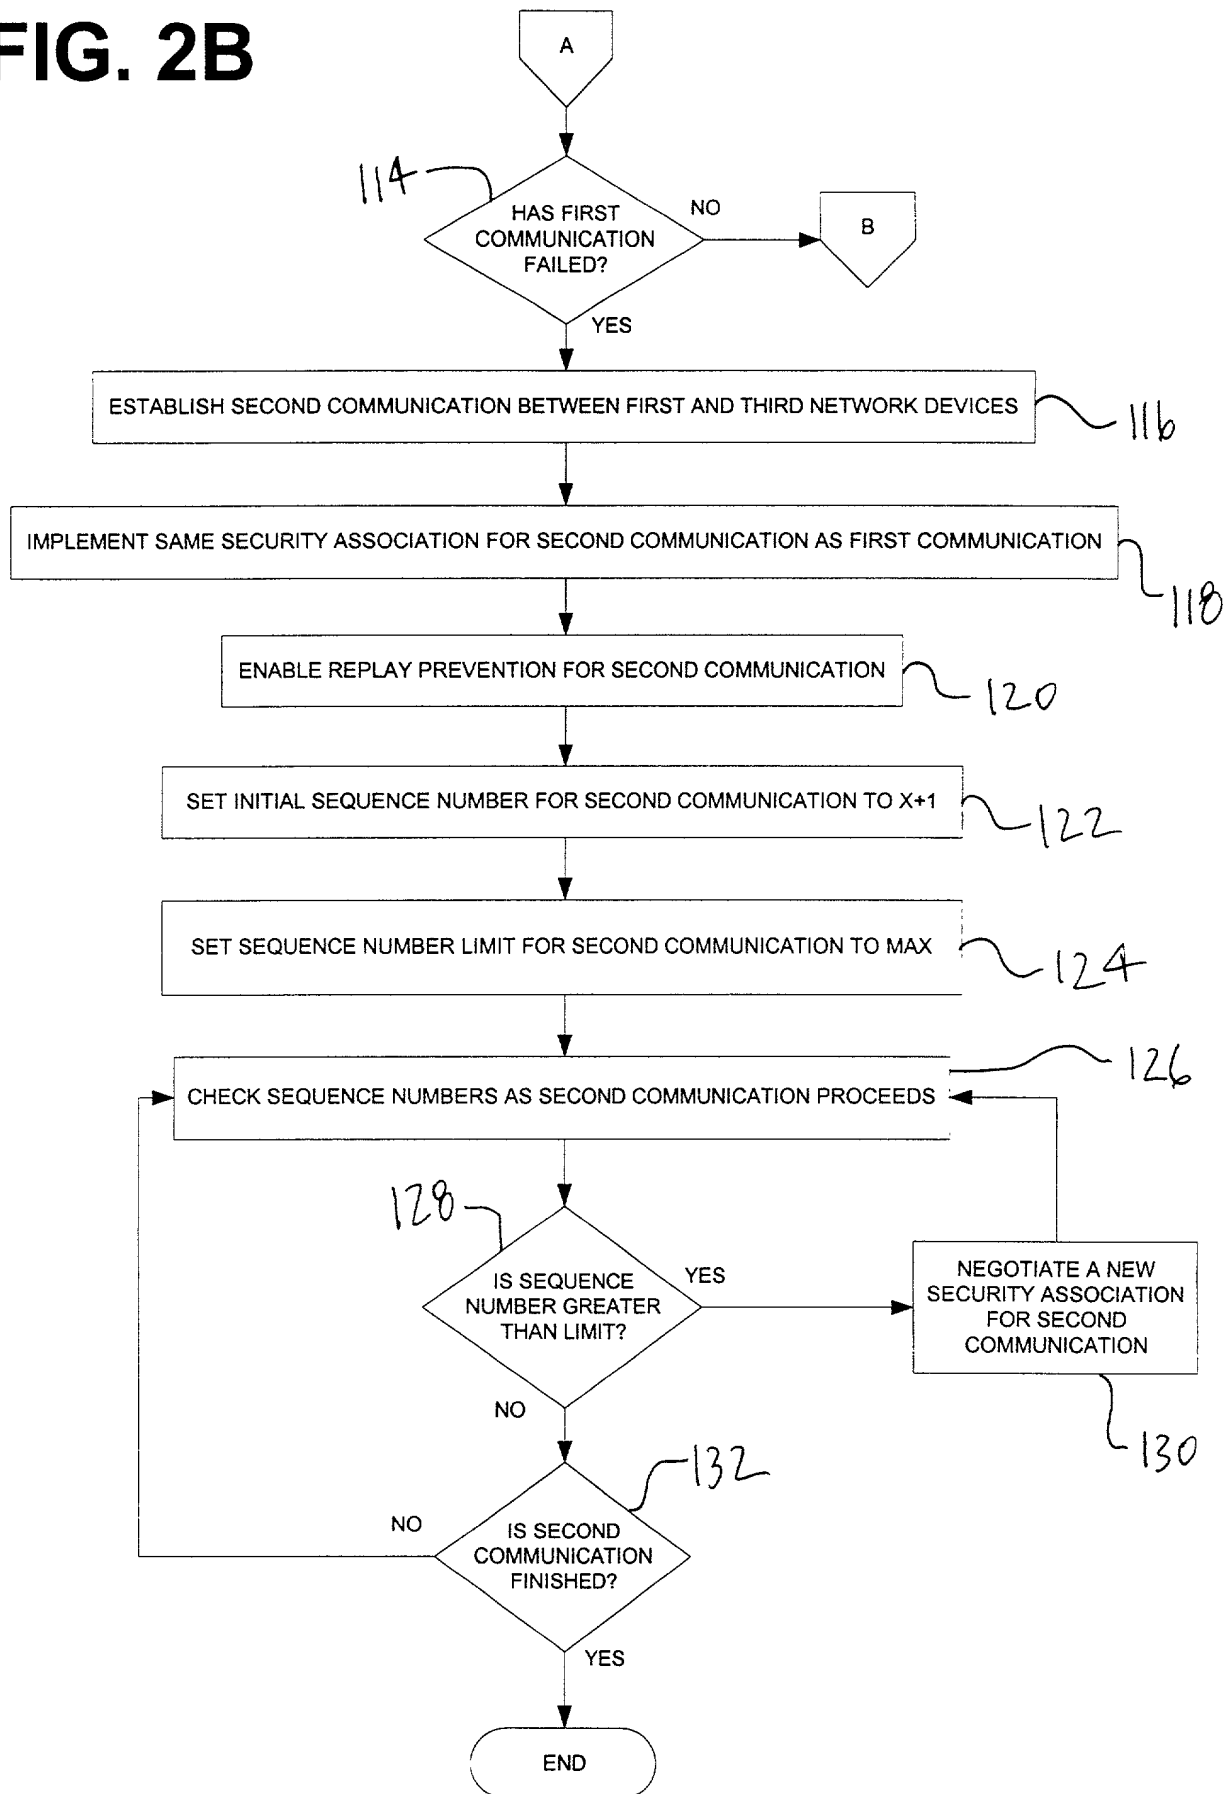 FIG. 2B
A
114
HAS FIRST
COMMUNICATION
FAILED?
NO
B
YES
ESTABLISH SECOND COMMUNICATION BETWEEN FIRST AND THIRD NETWORK DEVICES
116
IMPLEMENT SAME SECURITY ASSOCIATION FOR SECOND COMMUNICATION AS FIRST COMMUNICATION
118
ENABLE REPLAY PREVENTION FOR SECOND COMMUNICATION
120
SET INITIAL SEQUENCE NUMBER FOR SECOND COMMUNICATION TO X+1
122
SET SEQUENCE NUMBER LIMIT FOR SECOND COMMUNICATION TO MAX
124
CHECK SEQUENCE NUMBERS AS SECOND COMMUNICATION PROCEEDS
126
128
IS SEQUENCE
NUMBER GREATER
THAN LIMIT?
YES
NEGOTIATE A NEW
SECURITY ASSOCIATION
FOR SECOND
COMMUNICATION
130
NO
132
IS SECOND
COMMUNICATION
FINISHED?
NO
YES
END